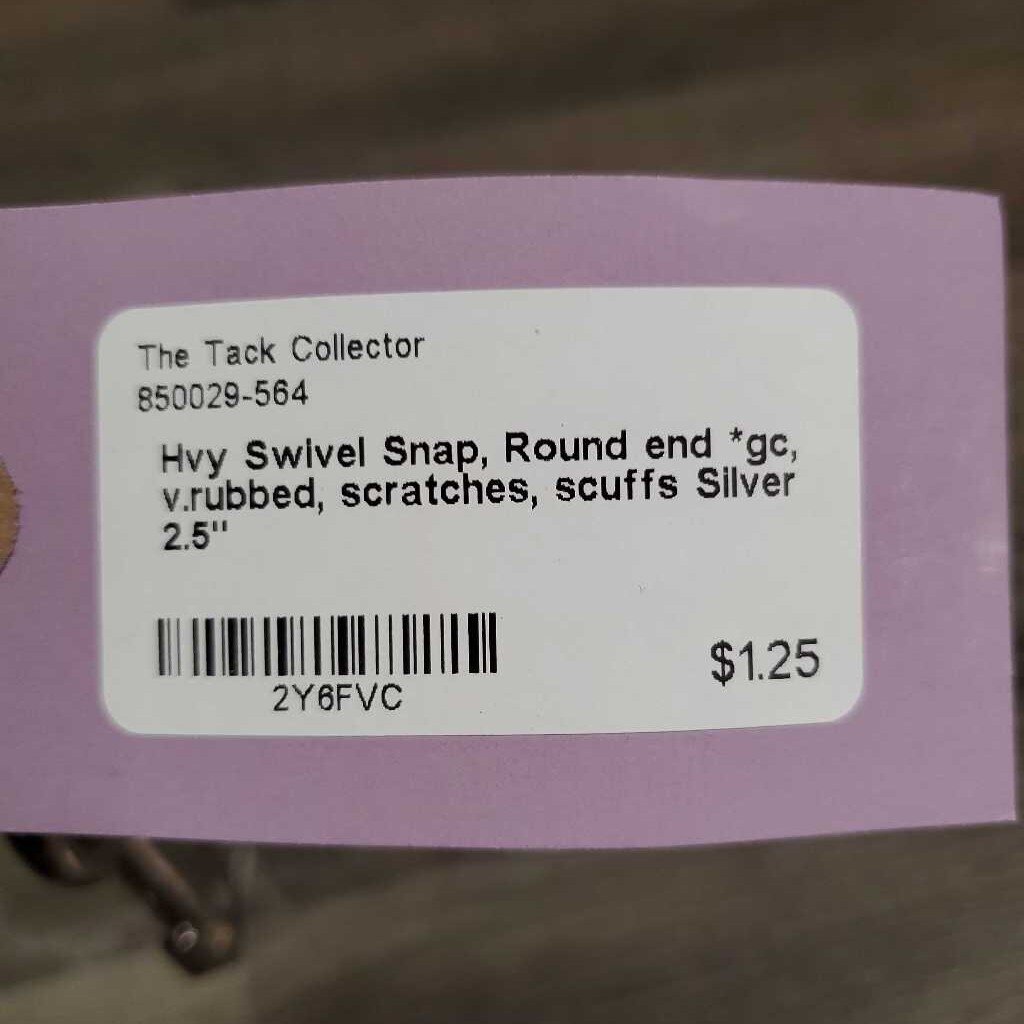 The Tack Collector
850029-564
Hvy Swivel Snap, Round end *gc,
v.rubbed, scratches, scuffs Silver
2.5"
2Y6FVC
$1.25